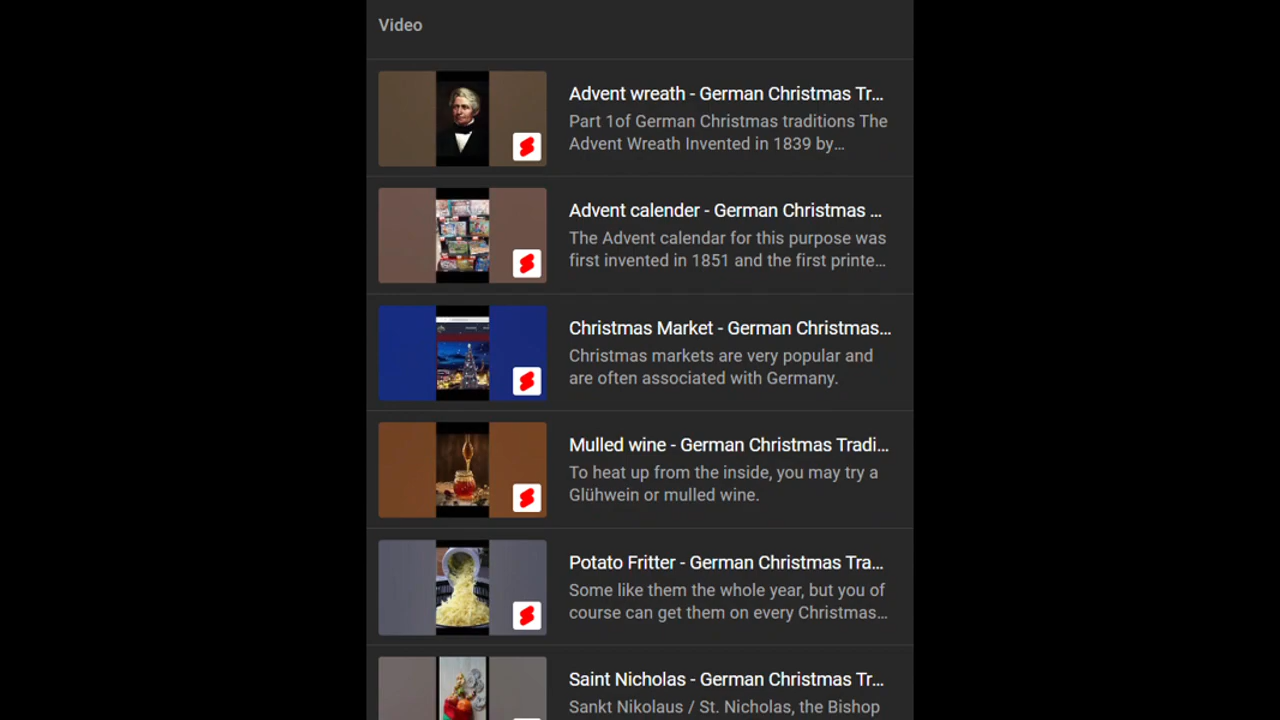 Video
Advent wreath - German Christmas Tr...
Part 1of German Christmas traditions The
Advent Wreath Invented in 1839 by...
Advent calender - German Christmas ...
The Advent calendar for this purpose was
first invented in 1851 and the first printe...
Christmas Market - German Christmas...
Christmas markets are very popular and
are often associated with Germany.
Mulled wine - German Christmas Tradi...
To heat up from the inside, you may try a
Glühwein or mulled wine.
Potato Fritter - German Christmas Tra...
Some like them the whole year, but you of
course can get them on every Christmas...
Saint Nicholas - German Christmas Tr...
Sankt Nikolaus / St. Nicholas, the Bishop